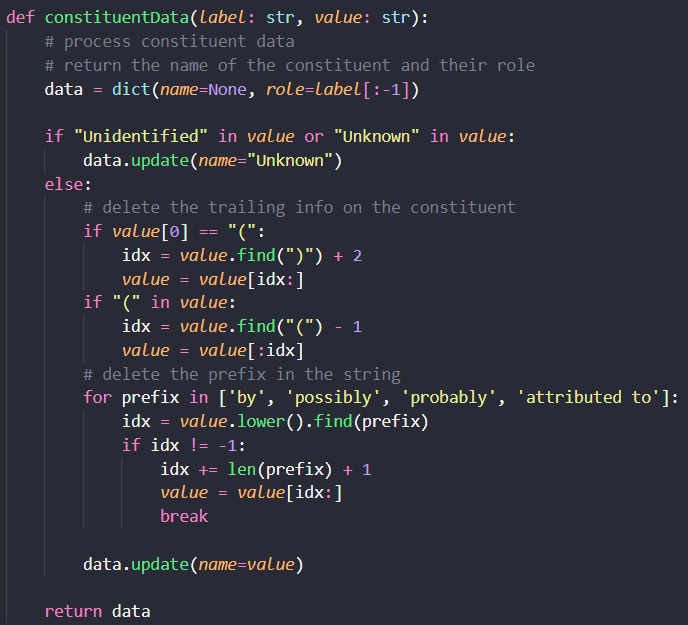 def constituentData(label: str, value: str):
    # process constituent data
    # return the name of the constituent and their role
    data = dict(name=None, role=label[:-1])

    if "Unidentified" in value or "Unknown" in value:
        data.update(name="Unknown")
    else:
        # delete the trailing info on the constituent
        if value[0] == "(":
            idx = value.find(")") + 2
            value = value[idx:]
        if "(" in value:
            idx = value.find("(") - 1
            value = value[:idx]
        # delete the prefix in the string
        for prefix in ['by', 'possibly', 'probably', 'attributed to']:
            idx = value.lower().find(prefix)
            if idx != -1:
                idx += len(prefix) + 1
                value = value[idx:]
                break

        data.update(name=value)

    return data